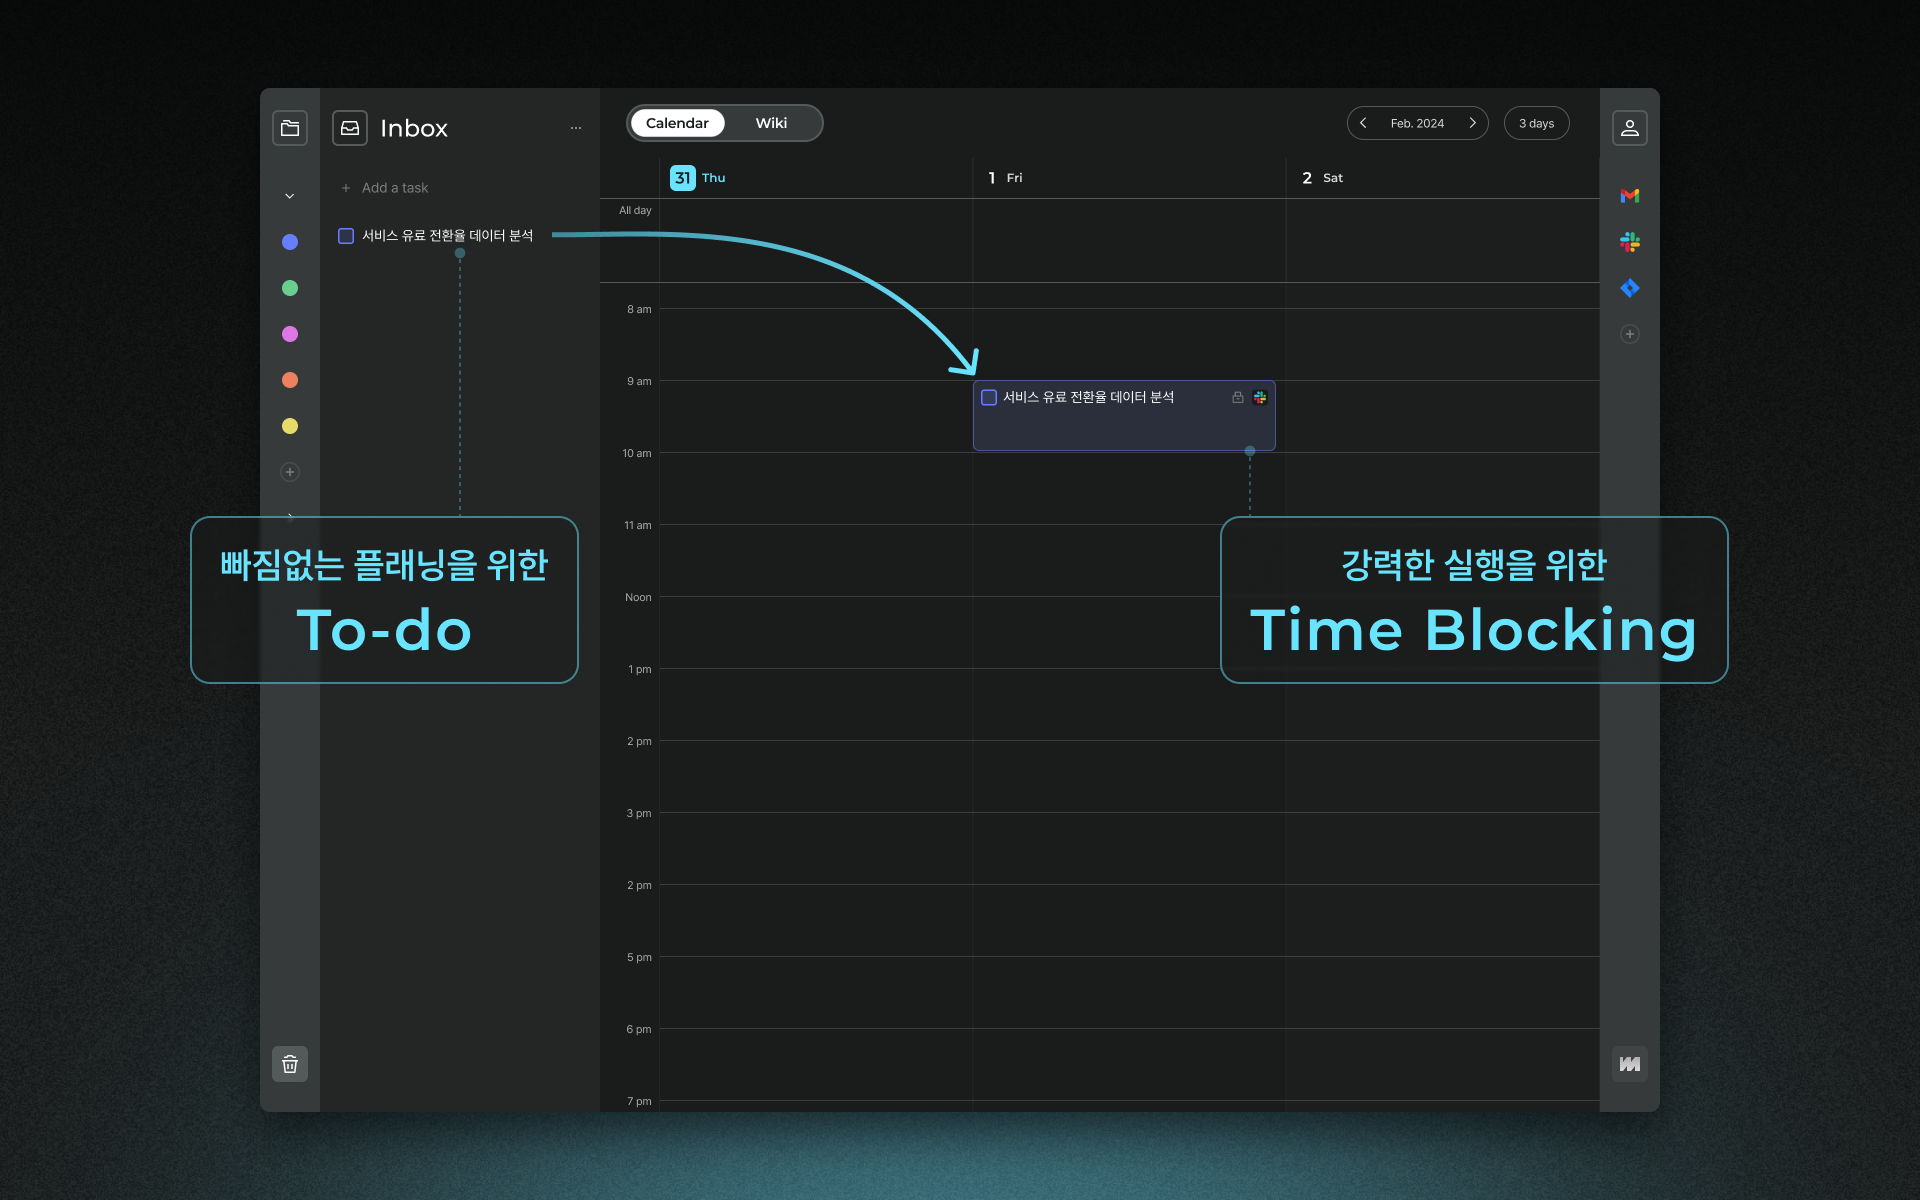 Inbox
...
+ Add a task
서비스 유료 전환율 데이터 분석
Calendar
Wiki
< Feb. 2024 >
3 days
31 Thu
1 Fri
2 Sat
All day
8 am
9 am
서비스 유료 전환율 데이터 분석
10 am
11 am
Noon
1 pm
2 pm
3 pm
2 pm
5 pm
6 pm
7 pm
빠짐없는 플래닝을 위한
To-do
강력한 실행을 위한
Time Blocking